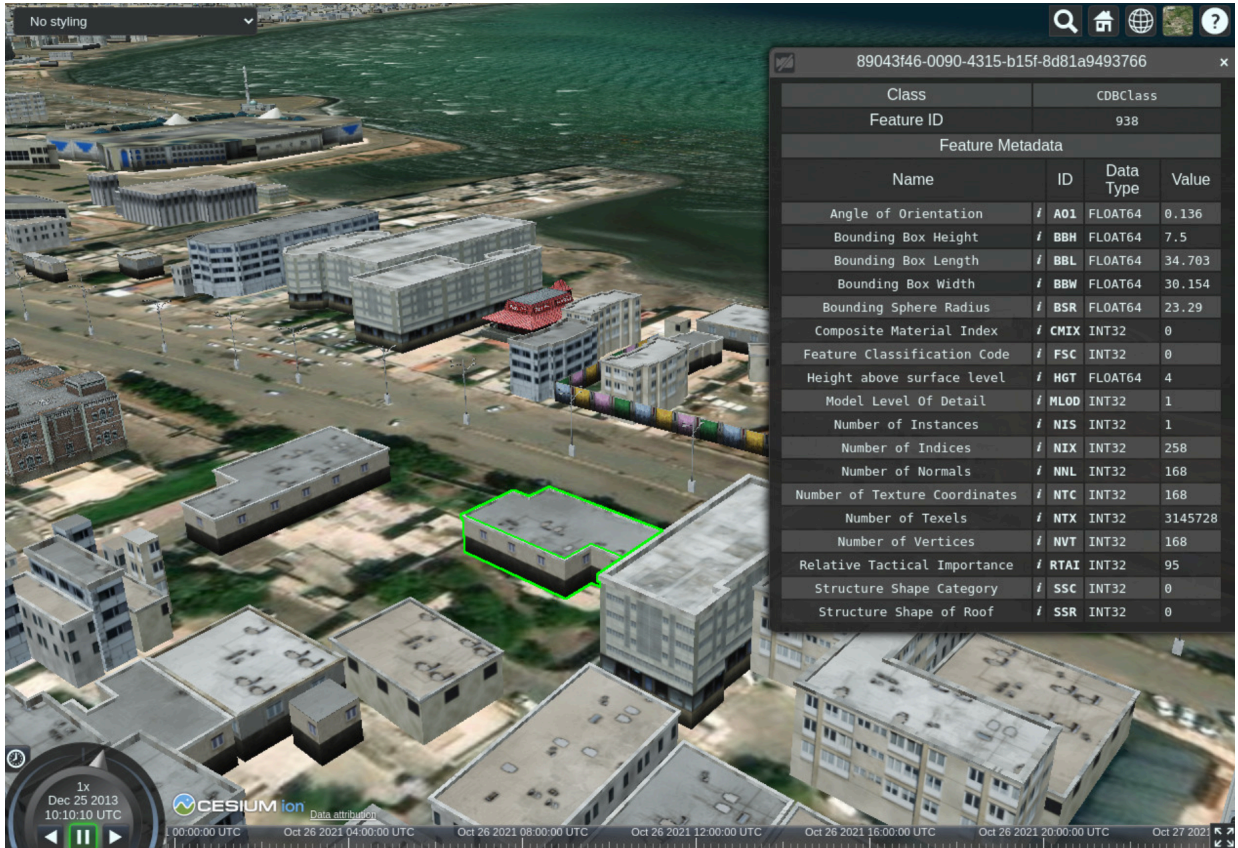 No styling
?
89043f46-0090-4315-b15f-8d81a9493766 ×
Class CDBClass
Feature ID 938
Feature Metadata
Name ID Data Type Value
Angle of Orientation i AO1 FLOAT64 0.136
Bounding Box Height i BBH FLOAT64 7.5
Bounding Box Length i BBL FLOAT64 34.703
Bounding Box Width i BBW FLOAT64 30.154
Bounding Sphere Radius i BSR FLOAT64 23.29
Composite Material Index i CMIX INT32 0
Feature Classification Code i FSC INT32 0
Height above surface level i HGT FLOAT64 4
Model Level Of Detail i MLOD INT32 1
Number of Instances i NIS INT32 1
Number of Indices i NIX INT32 258
Number of Normals i NNL INT32 168
Number of Texture Coordinates i NTC INT32 168
Number of Texels i NTX INT32 3145728
Number of Vertices i NVT INT32 168
Relative Tactical Importance i RTAI INT32 95
Structure Shape Category i SSC INT32 0
Structure Shape of Roof i SSR INT32 0
1x
Dec 25 2013
10:10:10 UTC
CESIUM ion Data attribution
1 00:00:00 UTC Oct 26 2021 04:00:00 UTC Oct 26 2021 08:00:00 UTC Oct 26 2021 12:00:00 UTC Oct 26 2021 16:00:00 UTC Oct 26 2021 20:00:00 UTC Oct 27 2021